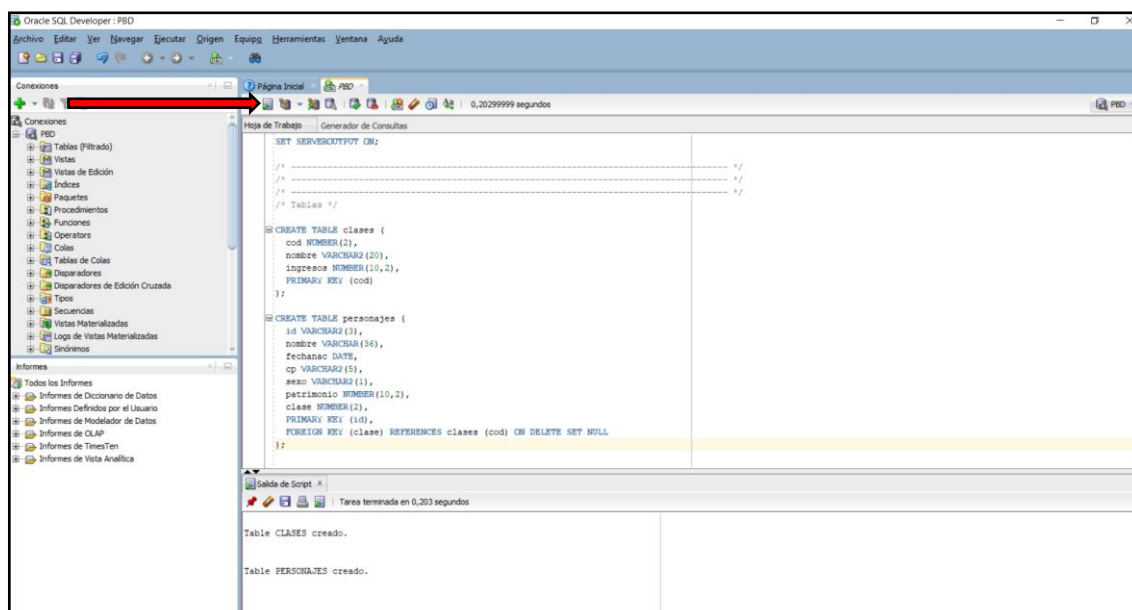 Oracle SQL Developer : PBD
Archivo Editar Ver Navegar Ejecutar Origen Equipo Herramientas Ventana Ayuda
Conexiones
Página Inicial PBD
0,20299999 segundos
PBD
Hoja de Trabajo Generador de Consultas
Conexiones
PBD
Tablas (Filtrado)
Vistas
Vistas de Edición
Índices
Paquetes
Procedimientos
Funciones
Operators
Colas
Tablas de Colas
Disparadores
Disparadores de Edición Cruzada
Tipos
Secuencias
Vistas Materializadas
Logs de Vistas Materializadas
Sinónimos
Informes
Todos los Informes
Informes de Diccionario de Datos
Informes Definidos por el Usuario
Informes de Modelador de Datos
Informes de OLAP
Informes de TimesTen
Informes de Vista Analítica
SET SERVEROUTPUT ON;
/* ------------------------------------------------------------------------ */
/* ------------------------------------------------------------------------ */
/* ------------------------------------------------------------------------ */
/* Tablas */
CREATE TABLE clases (
cod NUMBER(2),
nombre VARCHAR2(20),
ingresos NUMBER(10,2),
PRIMARY KEY (cod)
);
CREATE TABLE personajes (
id VARCHAR2(3),
nombre VARCHAR(36),
fechanac DATE,
cp VARCHAR2(5),
sexo VARCHAR2(1),
patrimonio NUMBER(10,2),
clase NUMBER(2),
PRIMARY KEY (id),
FOREIGN KEY (clase) REFERENCES clases (cod) ON DELETE SET NULL
);
Salida de Script
Tarea terminada en 0,203 segundos
Table CLASES creado.
Table PERSONAJES creado.